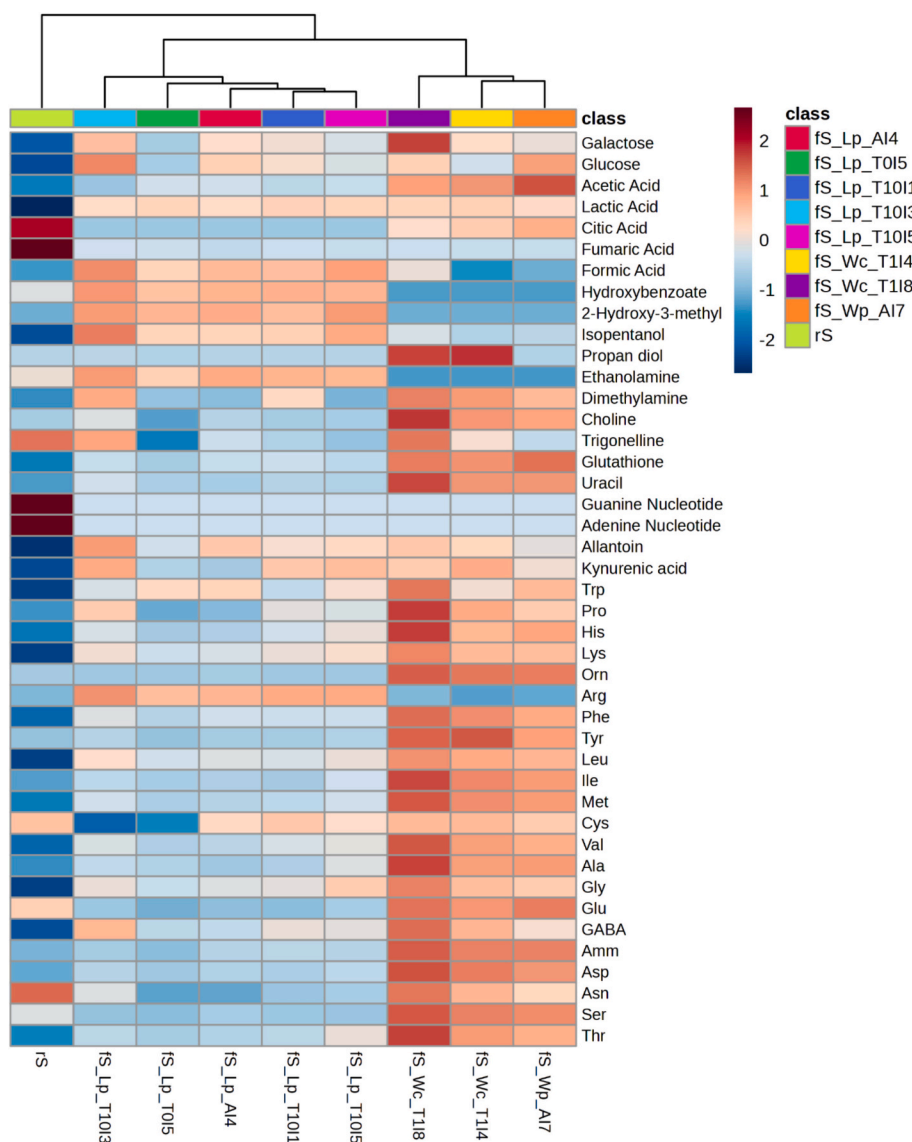 class
Galactose
Glucose
Acetic Acid
Lactic Acid
Citic Acid
Fumaric Acid
Formic Acid
Hydroxybenzoate
2-Hydroxy-3-methyl
Isopentanol
Propan diol
Ethanolamine
Dimethylamine
Choline
Trigonelline
Glutathione
Uracil
Guanine Nucleotide
Adenine Nucleotide
Allantoin
Kynurenic acid
Trp
Pro
His
Lys
Orn
Arg
Phe
Tyr
Leu
Ile
Met
Cys
Val
Ala
Gly
Glu
GABA
Amm
Asp
Asn
Ser
Thr
rS
fS_Lp_T10I3
fS_Lp_T0I5
fS_Lp_AI4
fS_Lp_T10I1
fS_Lp_T10I5
fS_Wc_T1I8
fS_Wc_T1I4
fS_Wp_AI7
2
1
0
-1
-2
class
fS_Lp_AI4
fS_Lp_T0I5
fS_Lp_T10I1
fS_Lp_T10I3
fS_Lp_T10I5
fS_Wc_T1I4
fS_Wc_T1I8
fS_Wp_AI7
rS